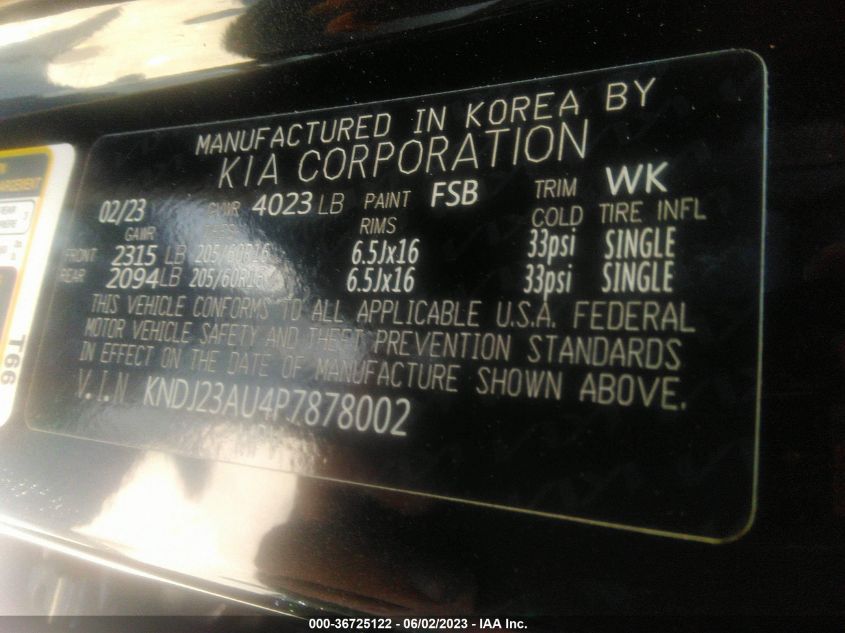 MANUFACTURED IN KOREA BY
KIA CORPORATION
02/23 GVWR 4023 LB PAINT FSB TRIM WK
GAWR RIMS COLD TIRE INFL
FRONT 2315 LB 205/60R16 6.5Jx16 33psi SINGLE
REAR 2094 LB 205/60R16 6.5Jx16 33psi SINGLE
THIS VEHICLE CONFORMS TO ALL APPLICABLE U.S.A. FEDERAL
MOTOR VEHICLE SAFETY AND THEFT PREVENTION STANDARDS
IN EFFECT ON THE DATE OF MANUFACTURE SHOWN ABOVE.
V.I.N KNDJ23AU4P7878002
T66
000-36725122 - 06/02/2023 - IAA Inc.